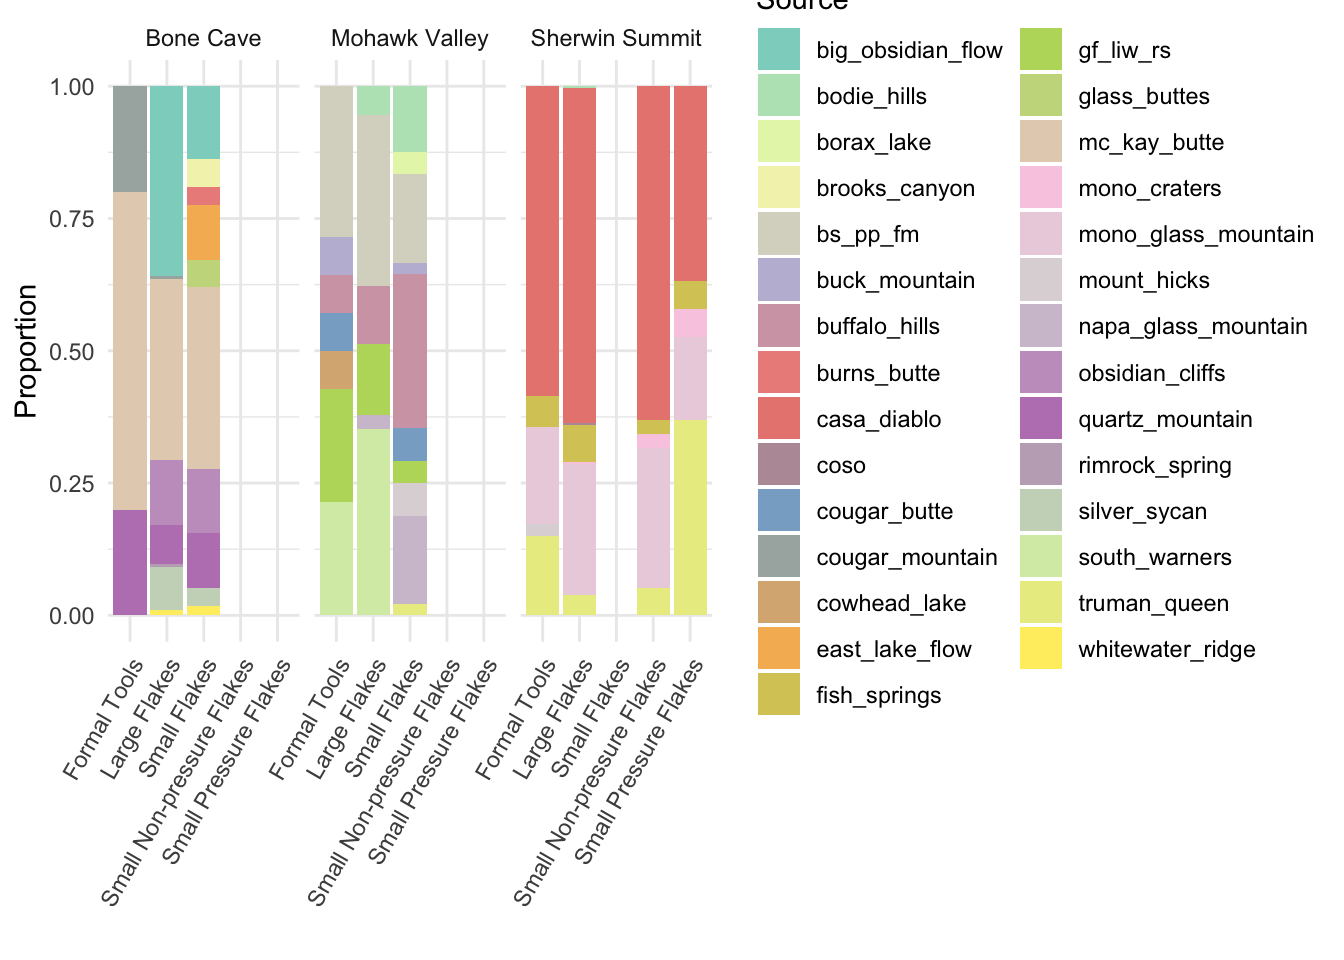 Source
Bone Cave
Mohawk Valley
Sherwin Summit
Proportion
1.00
0.75
0.50
0.25
0.00
Formal Tools
Large Flakes
Small Flakes
Small Non-pressure Flakes
Small Pressure Flakes
Formal Tools
Large Flakes
Small Flakes
Small Non-pressure Flakes
Small Pressure Flakes
Formal Tools
Large Flakes
Small Flakes
Small Non-pressure Flakes
Small Pressure Flakes
big_obsidian_flow
bodie_hills
borax_lake
brooks_canyon
bs_pp_fm
buck_mountain
buffalo_hills
burns_butte
casa_diablo
coso
cougar_butte
cougar_mountain
cowhead_lake
east_lake_flow
fish_springs
gf_liw_rs
glass_buttes
mc_kay_butte
mono_craters
mono_glass_mountain
mount_hicks
napa_glass_mountain
obsidian_cliffs
quartz_mountain
rimrock_spring
silver_sycan
south_warners
truman_queen
whitewater_ridge